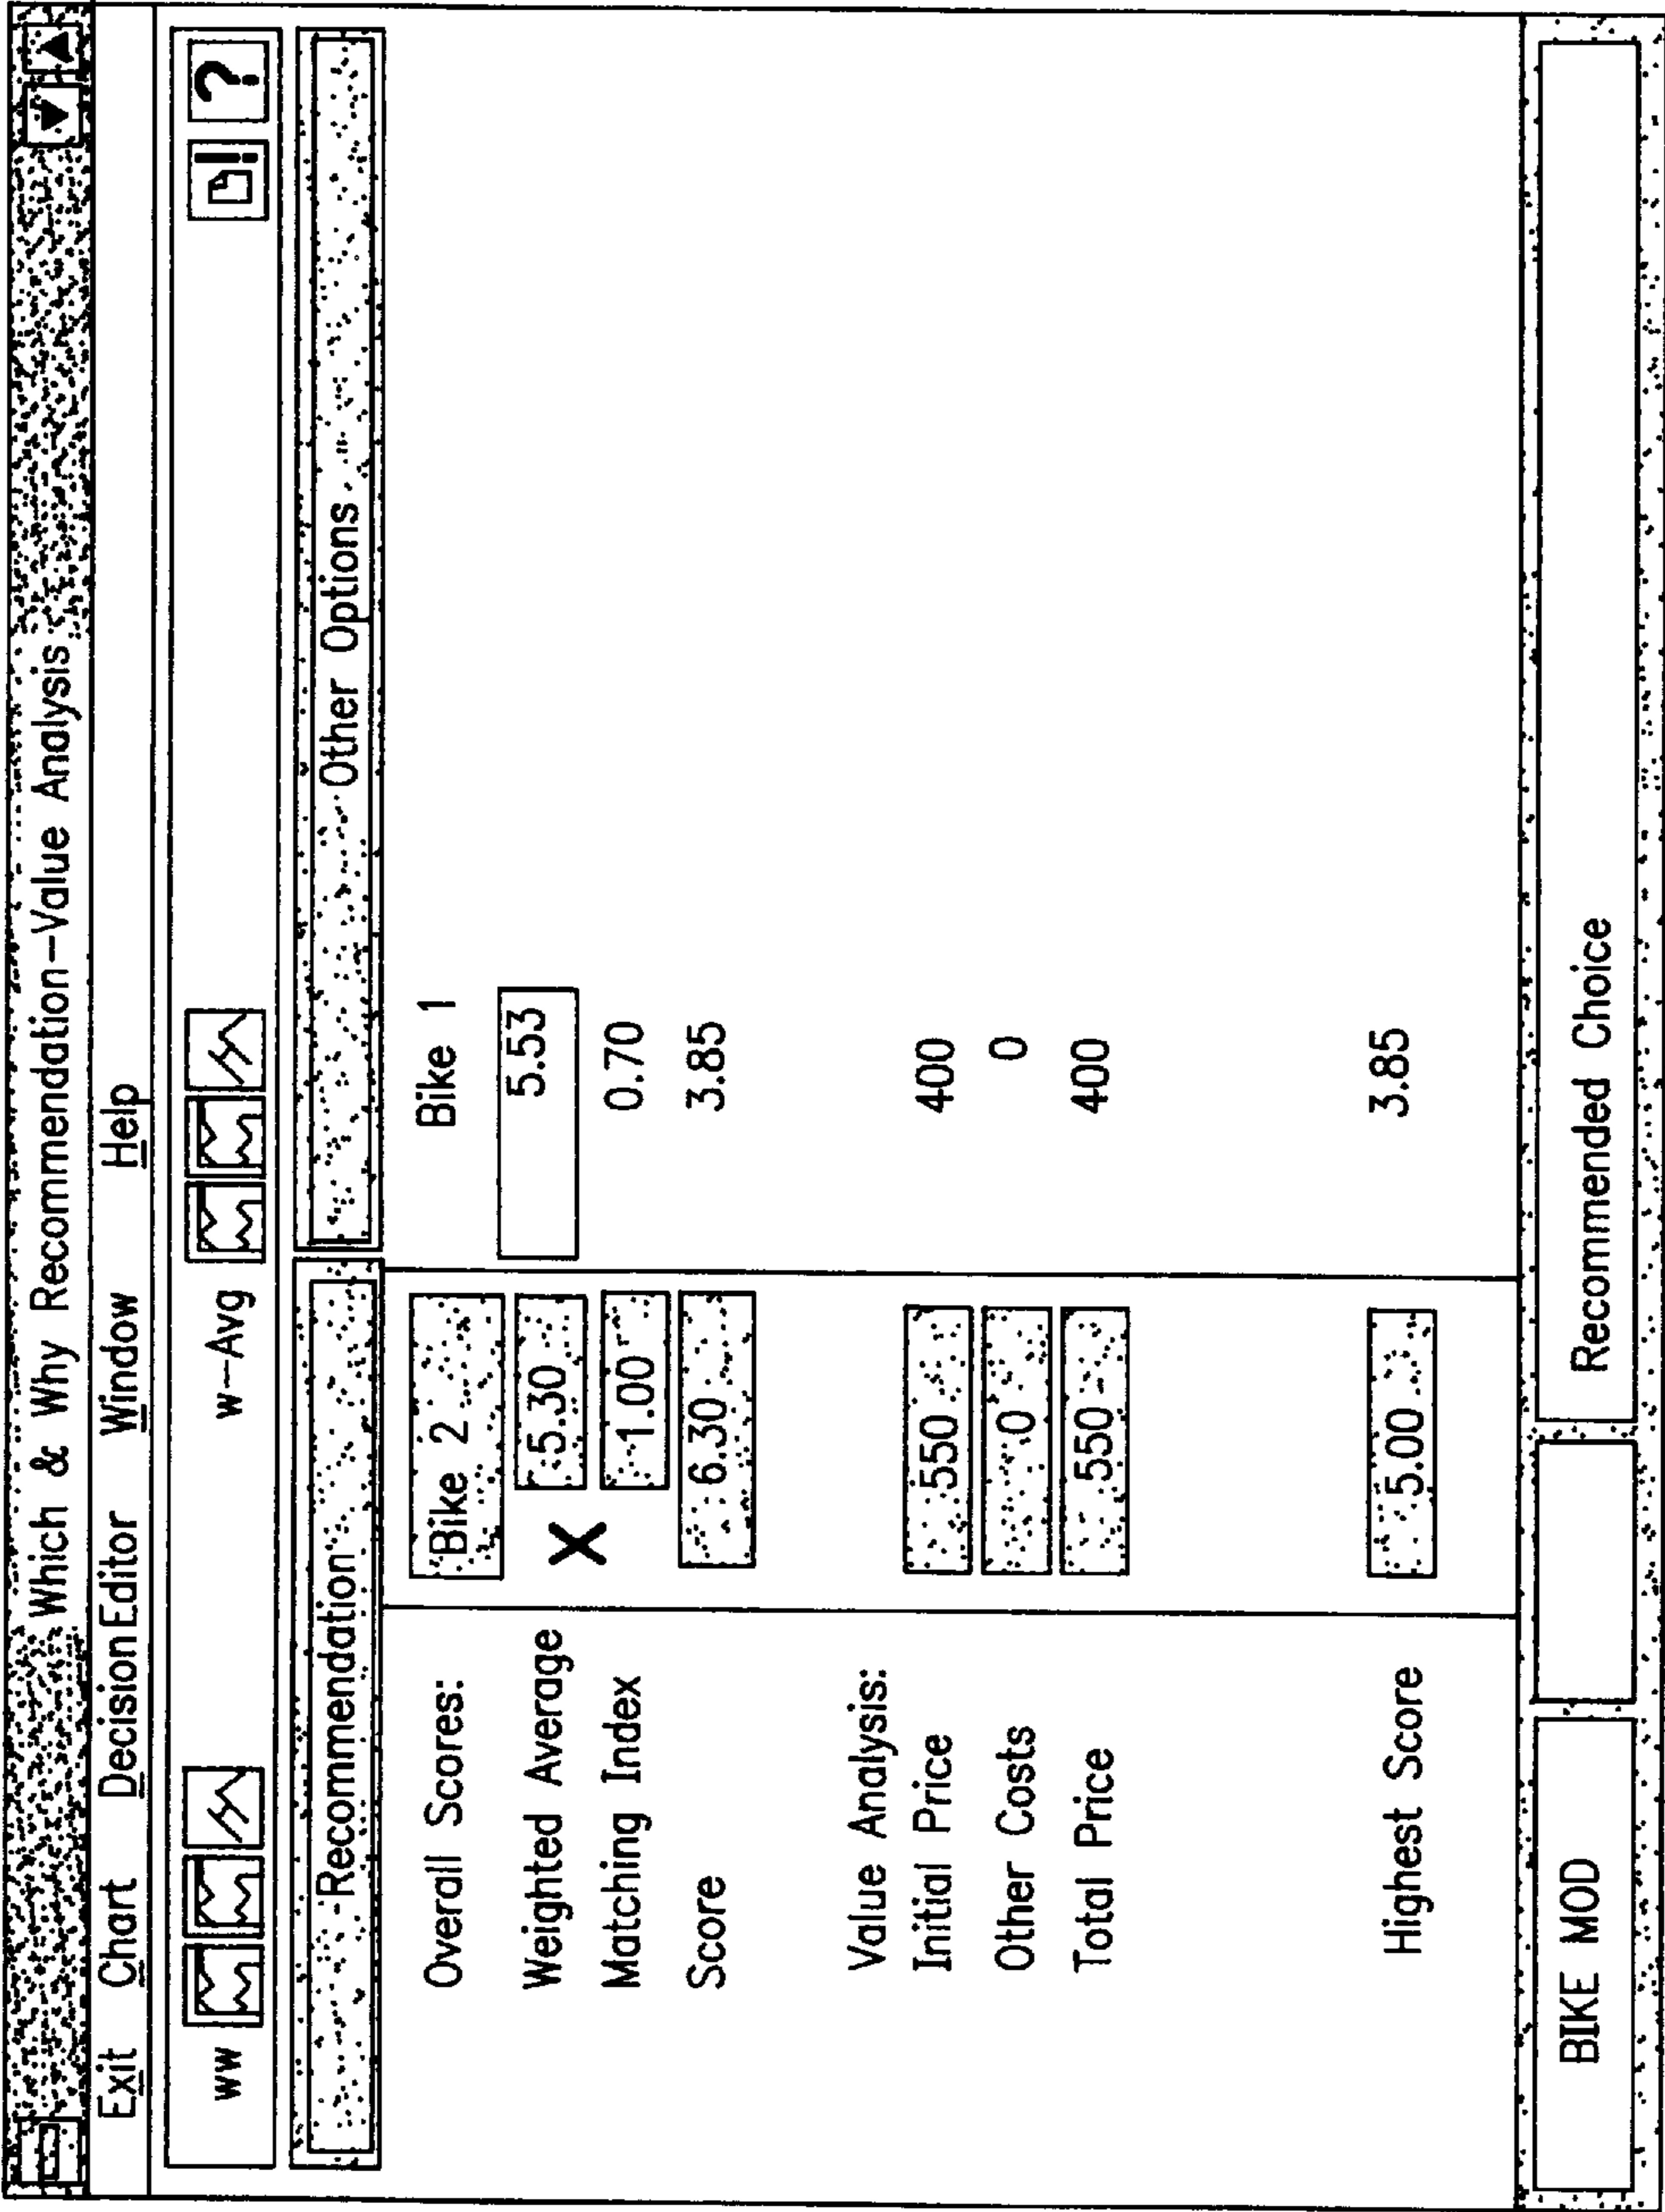 Which & Why Recommendation-Value Analysis
Exit Chart DecisionEditor Window Help
ww w-Avg ?
Recommendation Other Options
Overall Scores: Bike 2 Bike 1
Weighted Average 5.30 5.53
X
Matching Index 1.00 0.70
Score 6.30 3.85
Value Analysis:
Initial Price 550 400
Other Costs 0 0
Total Price 550 400
Highest Score 5.00 3.85
BIKE MOD Recommended Choice